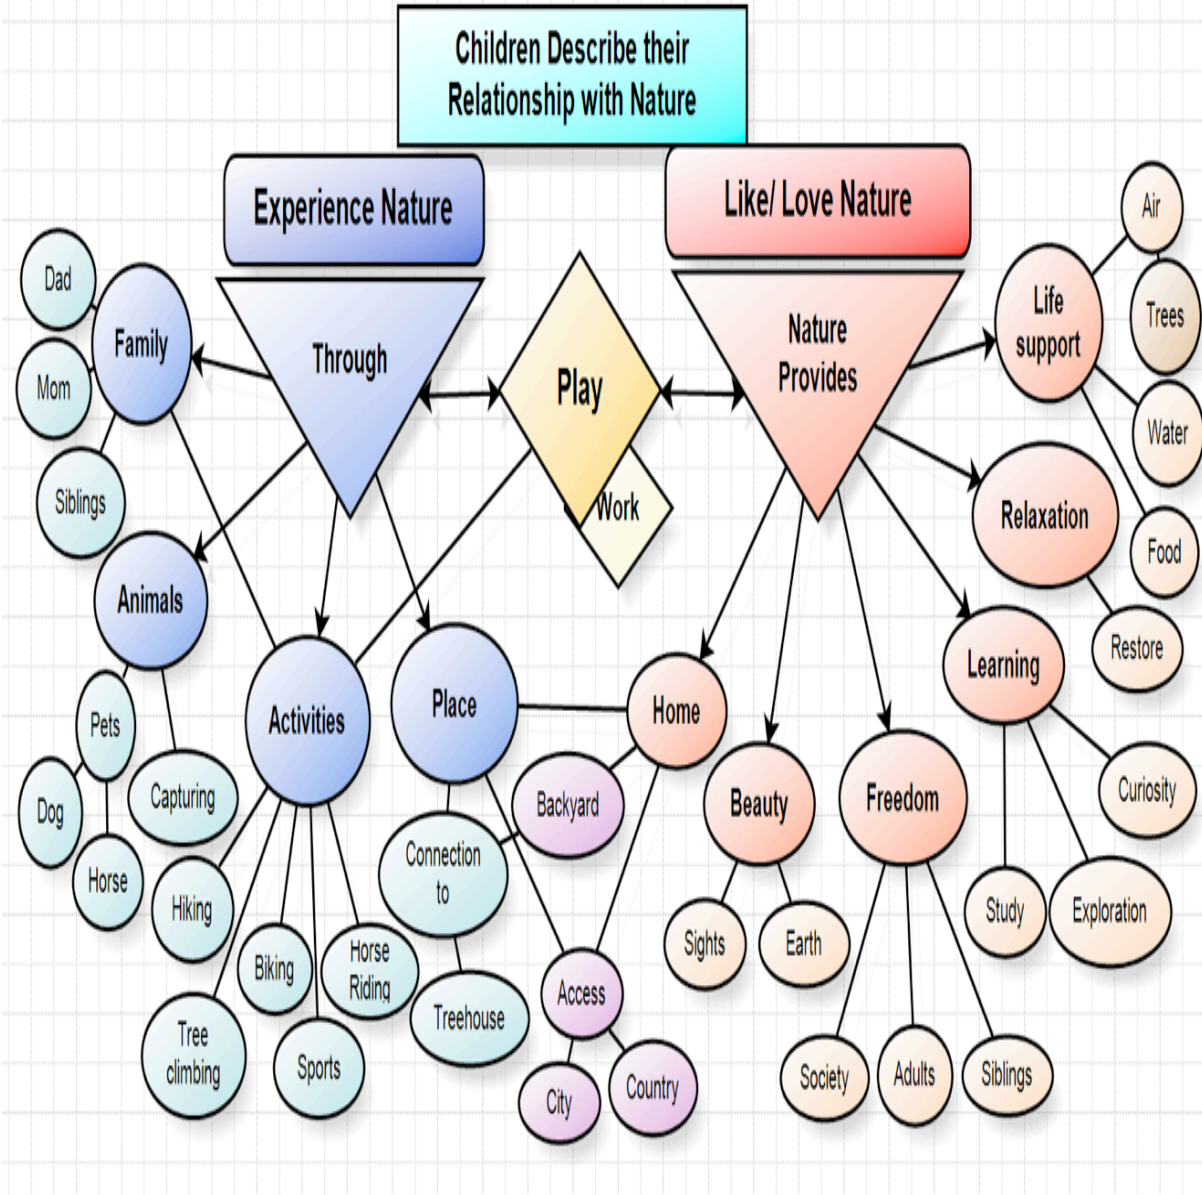 Children Describe their
Relationship with Nature
Experience Nature
Like/ Love Nature
Through
Play
Work
Nature
Provides
Family
Dad
Mom
Siblings
Animals
Pets
Dog
Horse
Capturing
Activities
Hiking
Tree
climbing
Biking
Sports
Horse
Riding
Place
Connection
to
Treehouse
Home
Backyard
Access
City
Country
Beauty
Sights
Earth
Freedom
Society
Adults
Siblings
Learning
Study
Exploration
Curiosity
Relaxation
Restore
Life
support
Air
Trees
Water
Food